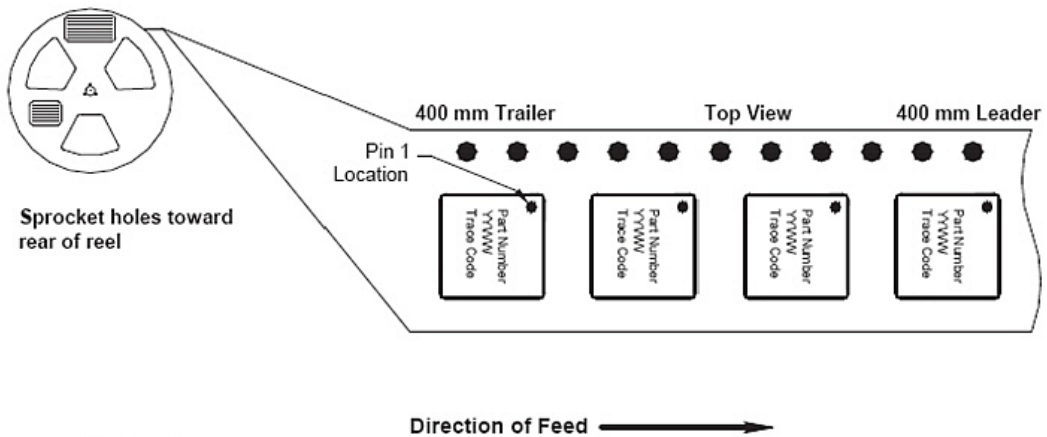 400 mm Trailer
Top View
400 mm Leader
Pin 1
Location
Sprocket holes toward
rear of reel
Part Number
YYWW
Trace Code
Part Number
YYWW
Trace Code
Part Number
YYWW
Trace Code
Part Number
YYWW
Trace Code
Direction of Feed